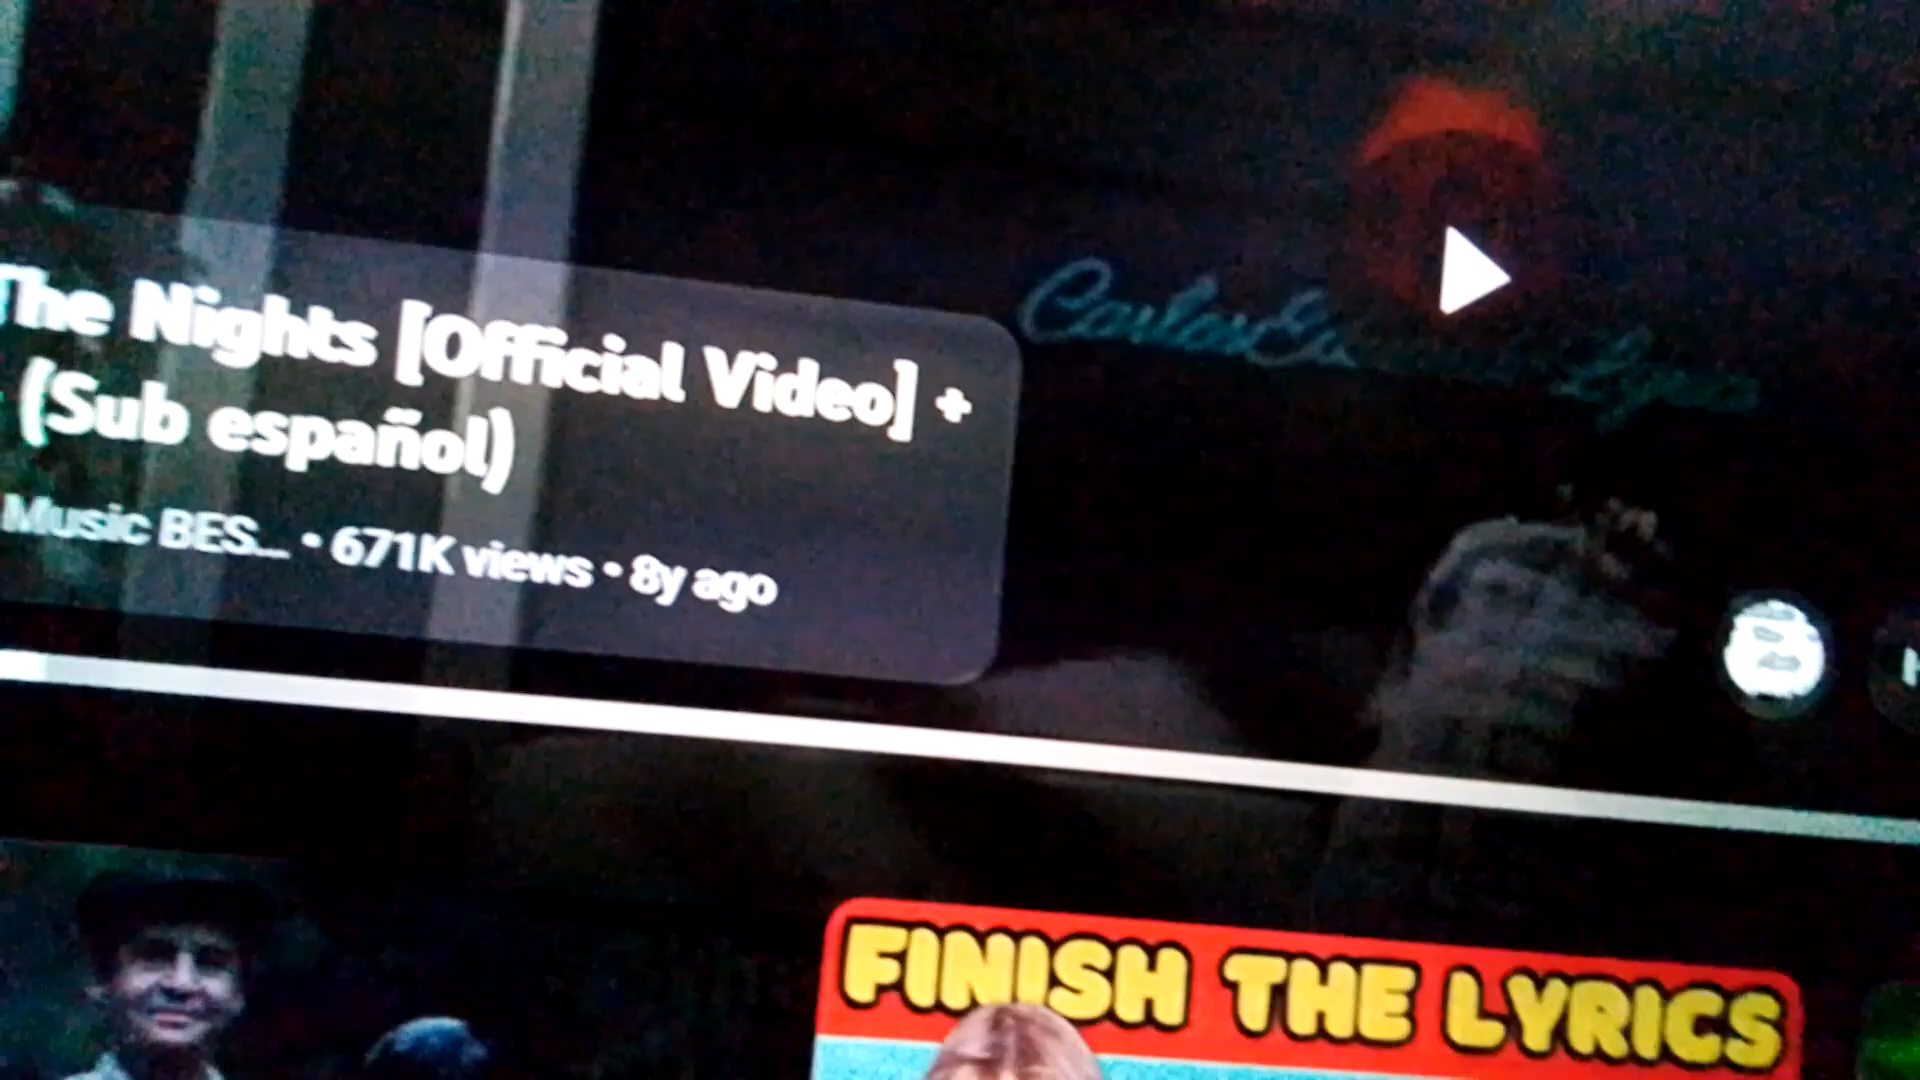 The Nights [Official Video] +
(Sub español)
Music BES... • 671K views • 8y ago
FINISH THE LYRICS